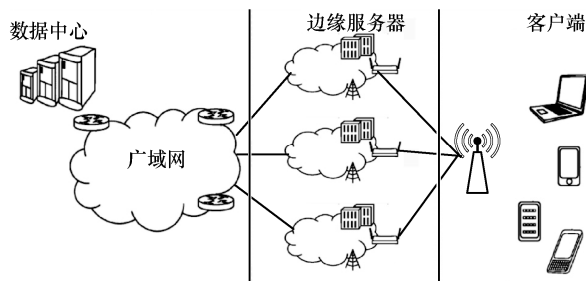 数据中心
边缘服务器
客户端
广域网